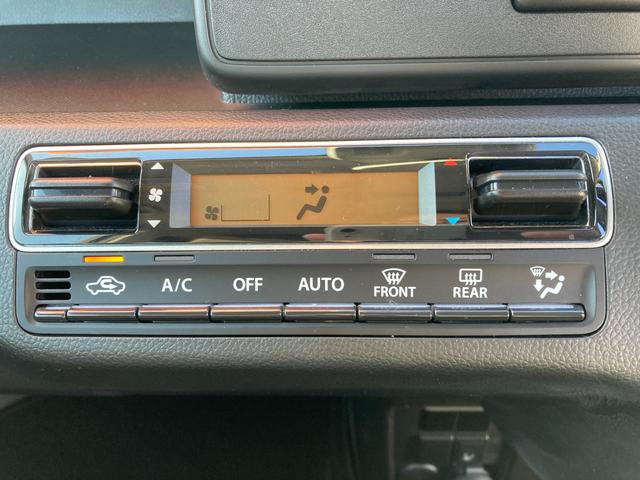 A/C OFF AUTO FRONT REAR